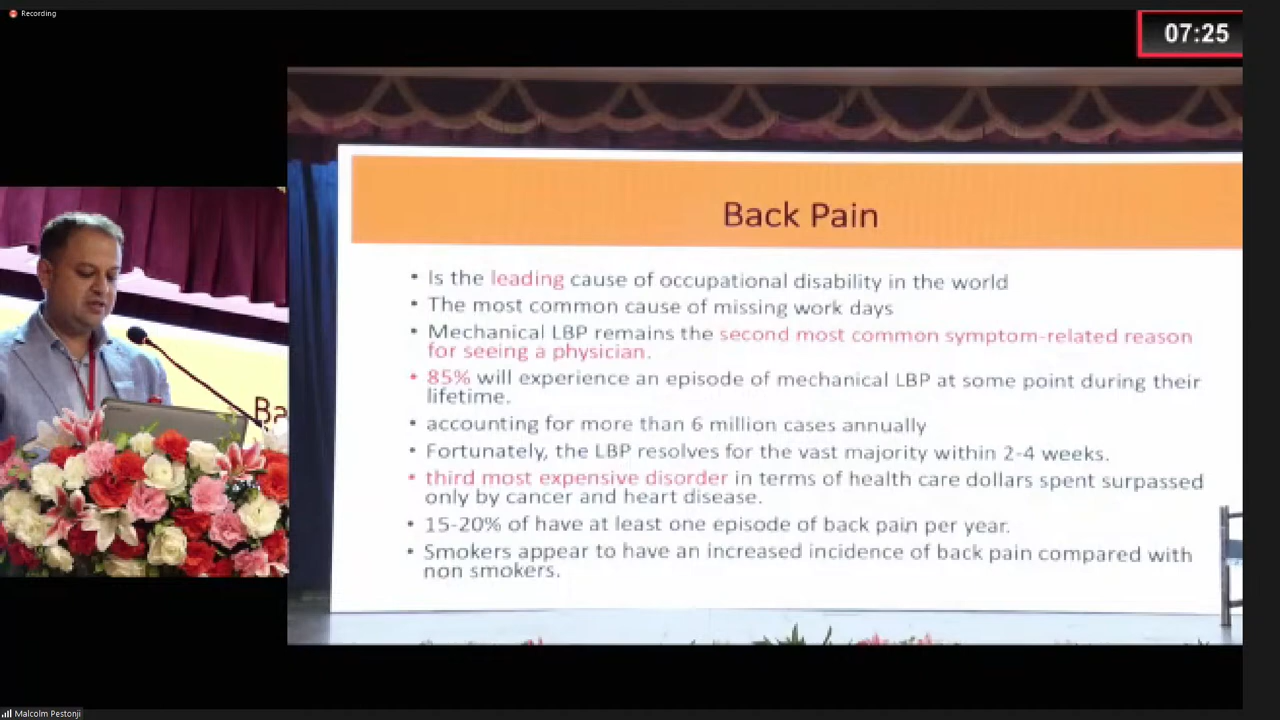 Recording
07:25
Back Pain
• Is the leading cause of occupational disability in the world
• The most common cause of missing work days
• Mechanical LBP remains the second most common symptom-related reason
for seeing a physician.
• 85% will experience an episode of mechanical LBP at some point during their
lifetime.
• accounting for more than 6 million cases annually
• Fortunately, the LBP resolves for the vast majority within 2-4 weeks.
• third most expensive disorder in terms of health care dollars spent surpassed
only by cancer and heart disease.
• 15-20% of have at least one episode of back pain per year.
• Smokers appear to have an increased incidence of back pain compared with
non smokers.
Ba
Malcolm Pestonji